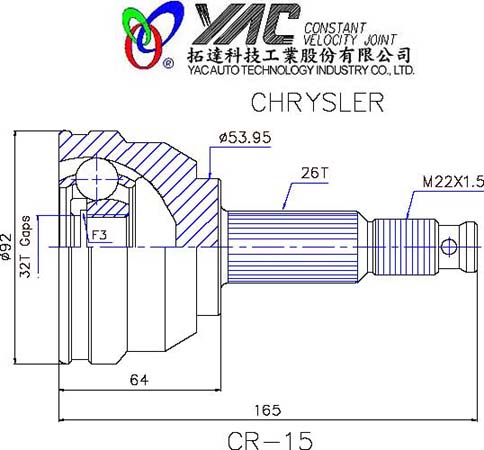 YAC CONSTANT
VELOCITY JOINT
拓達科技工業股份有限公司
YAC AUTO TECHNOLOGY INDUSTRY CO., LTD.
CHRYSLER
ø53.95
26T
M22X1.5
ø92
32T Gaps
F3
64
165
CR-15